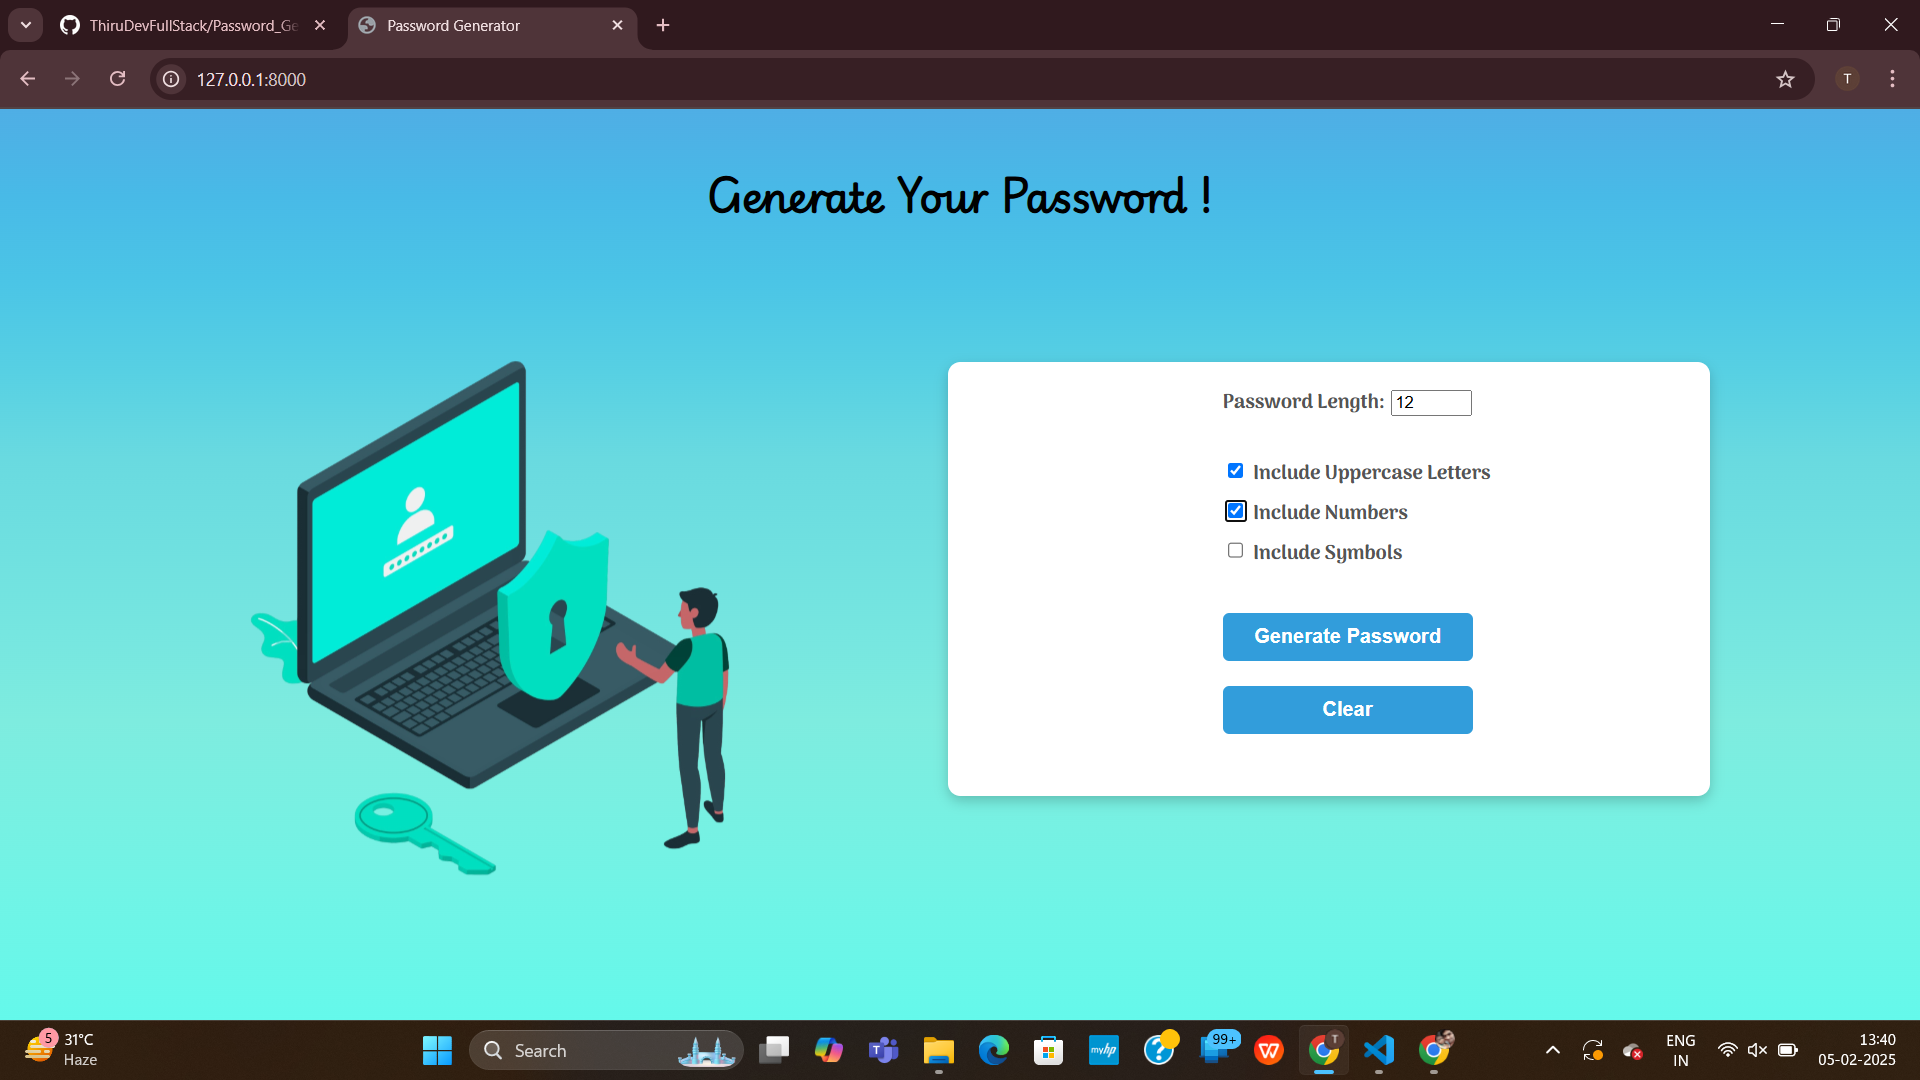 ThiruDevFullStack/Password_Ge
Password Generator
127.0.0.1:8000
T
Generate Your Password !
Password Length: 12
Include Uppercase Letters
Include Numbers
Include Symbols
Generate Password
Clear
5
31°C
Haze
Search
T
myhp
?
99+
W
T
ENG
IN
13:40
05-02-2025